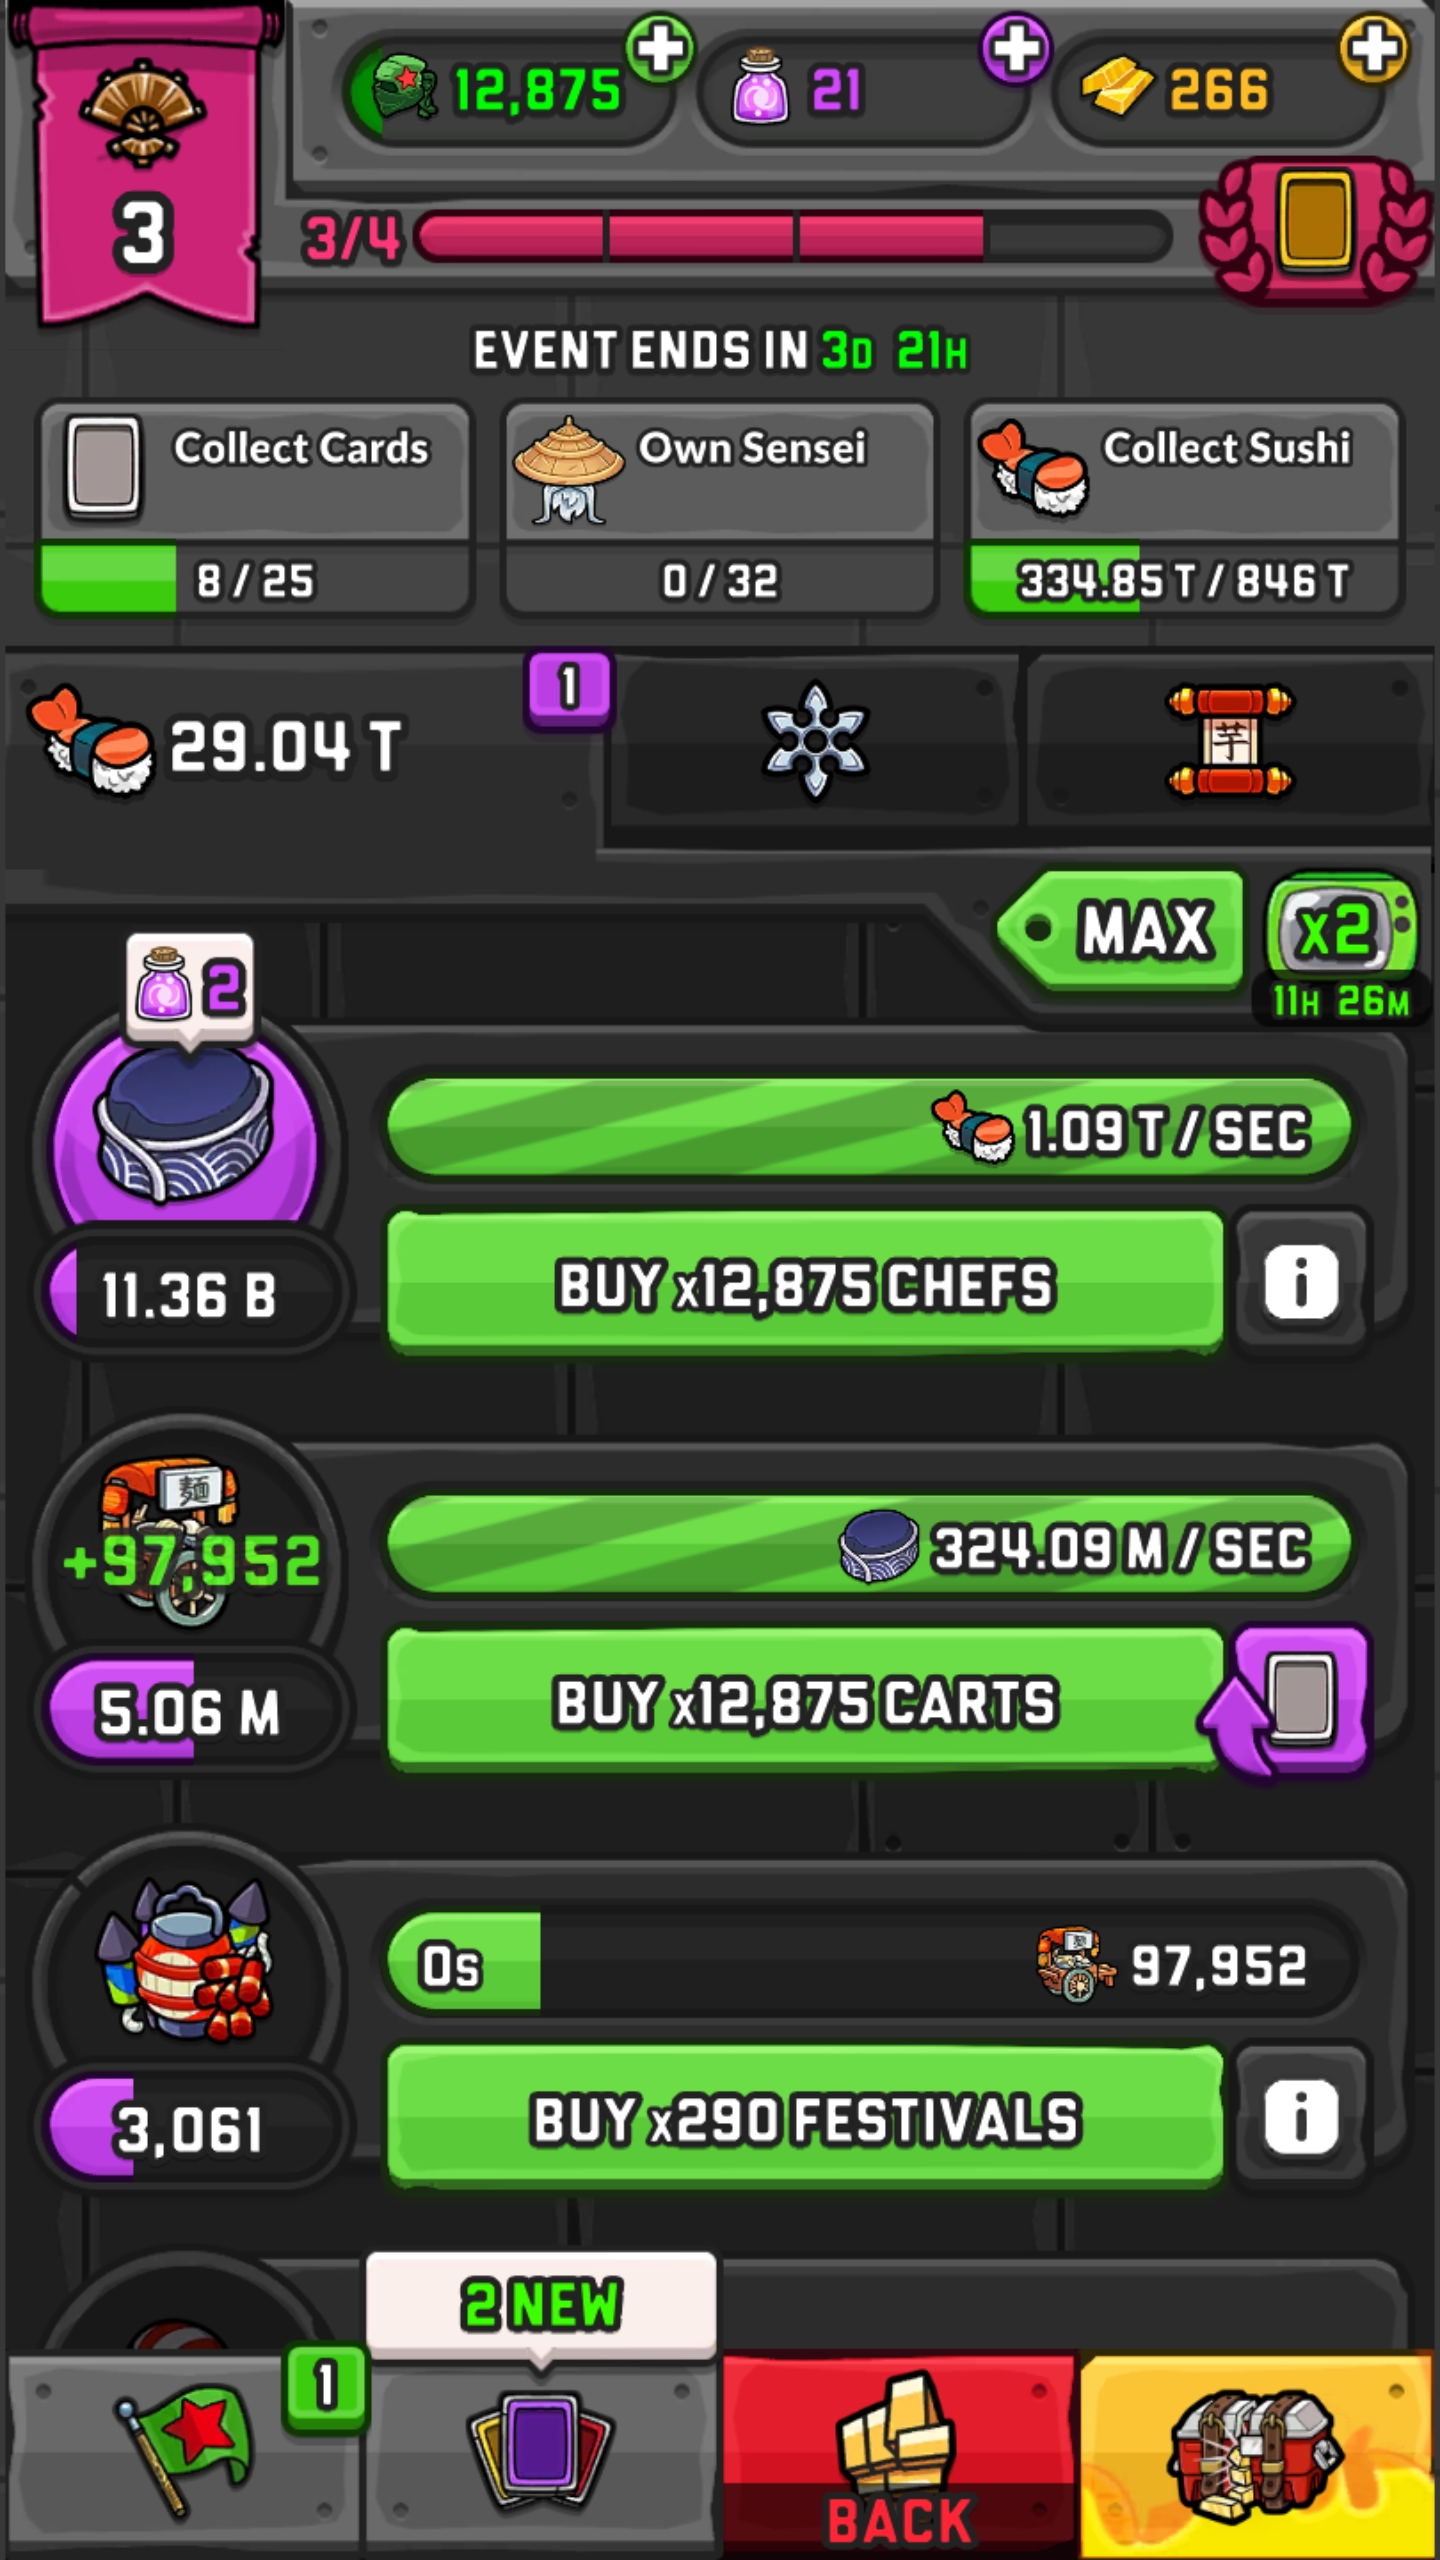 12,875
21
266
3
3/4
EVENT ENDS IN 3D 21H
Collect Cards
8 / 25
Own Sensei
0 / 32
Collect Sushi
334.85 T / 846 T
29.04 T
1
芋
MAX
x2
11H 26M
2
1.09 T / SEC
11.36 B
BUY x12,875 CHEFS
i
麺
+97,952
324.09 M / SEC
5.06 M
BUY x12,875 CARTS
0s
97,952
3,061
BUY x290 FESTIVALS
i
2 NEW
1
BACK